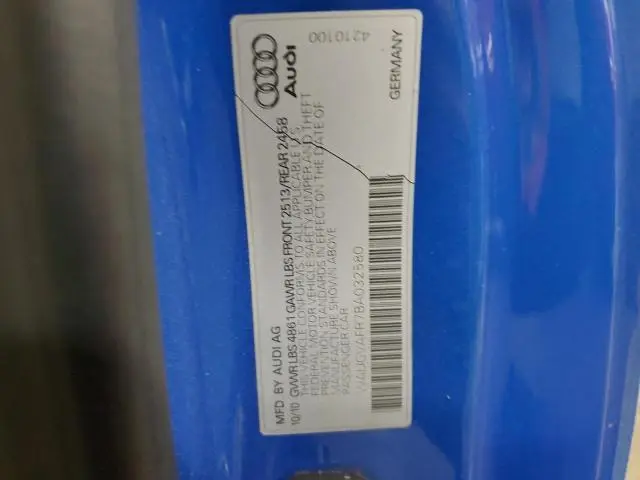 4210100
Audi
GERMANY
MFD BY AUDI AG
10/10 GVWR LBS 4861 GAWR LBS FRONT 2513/REAR 2468
THIS VEHICLE CONFORMS TO ALL APPLICABLE U.S.
FEDERAL MOTOR VEHICLE SAFETY BUMPER AND THEFT
PREVENTION STANDARDS IN EFFECT ON THE DATE OF
MANUFACTURE SHOWN ABOVE
PASSENGER CAR
WAUGVAFR7BA032580